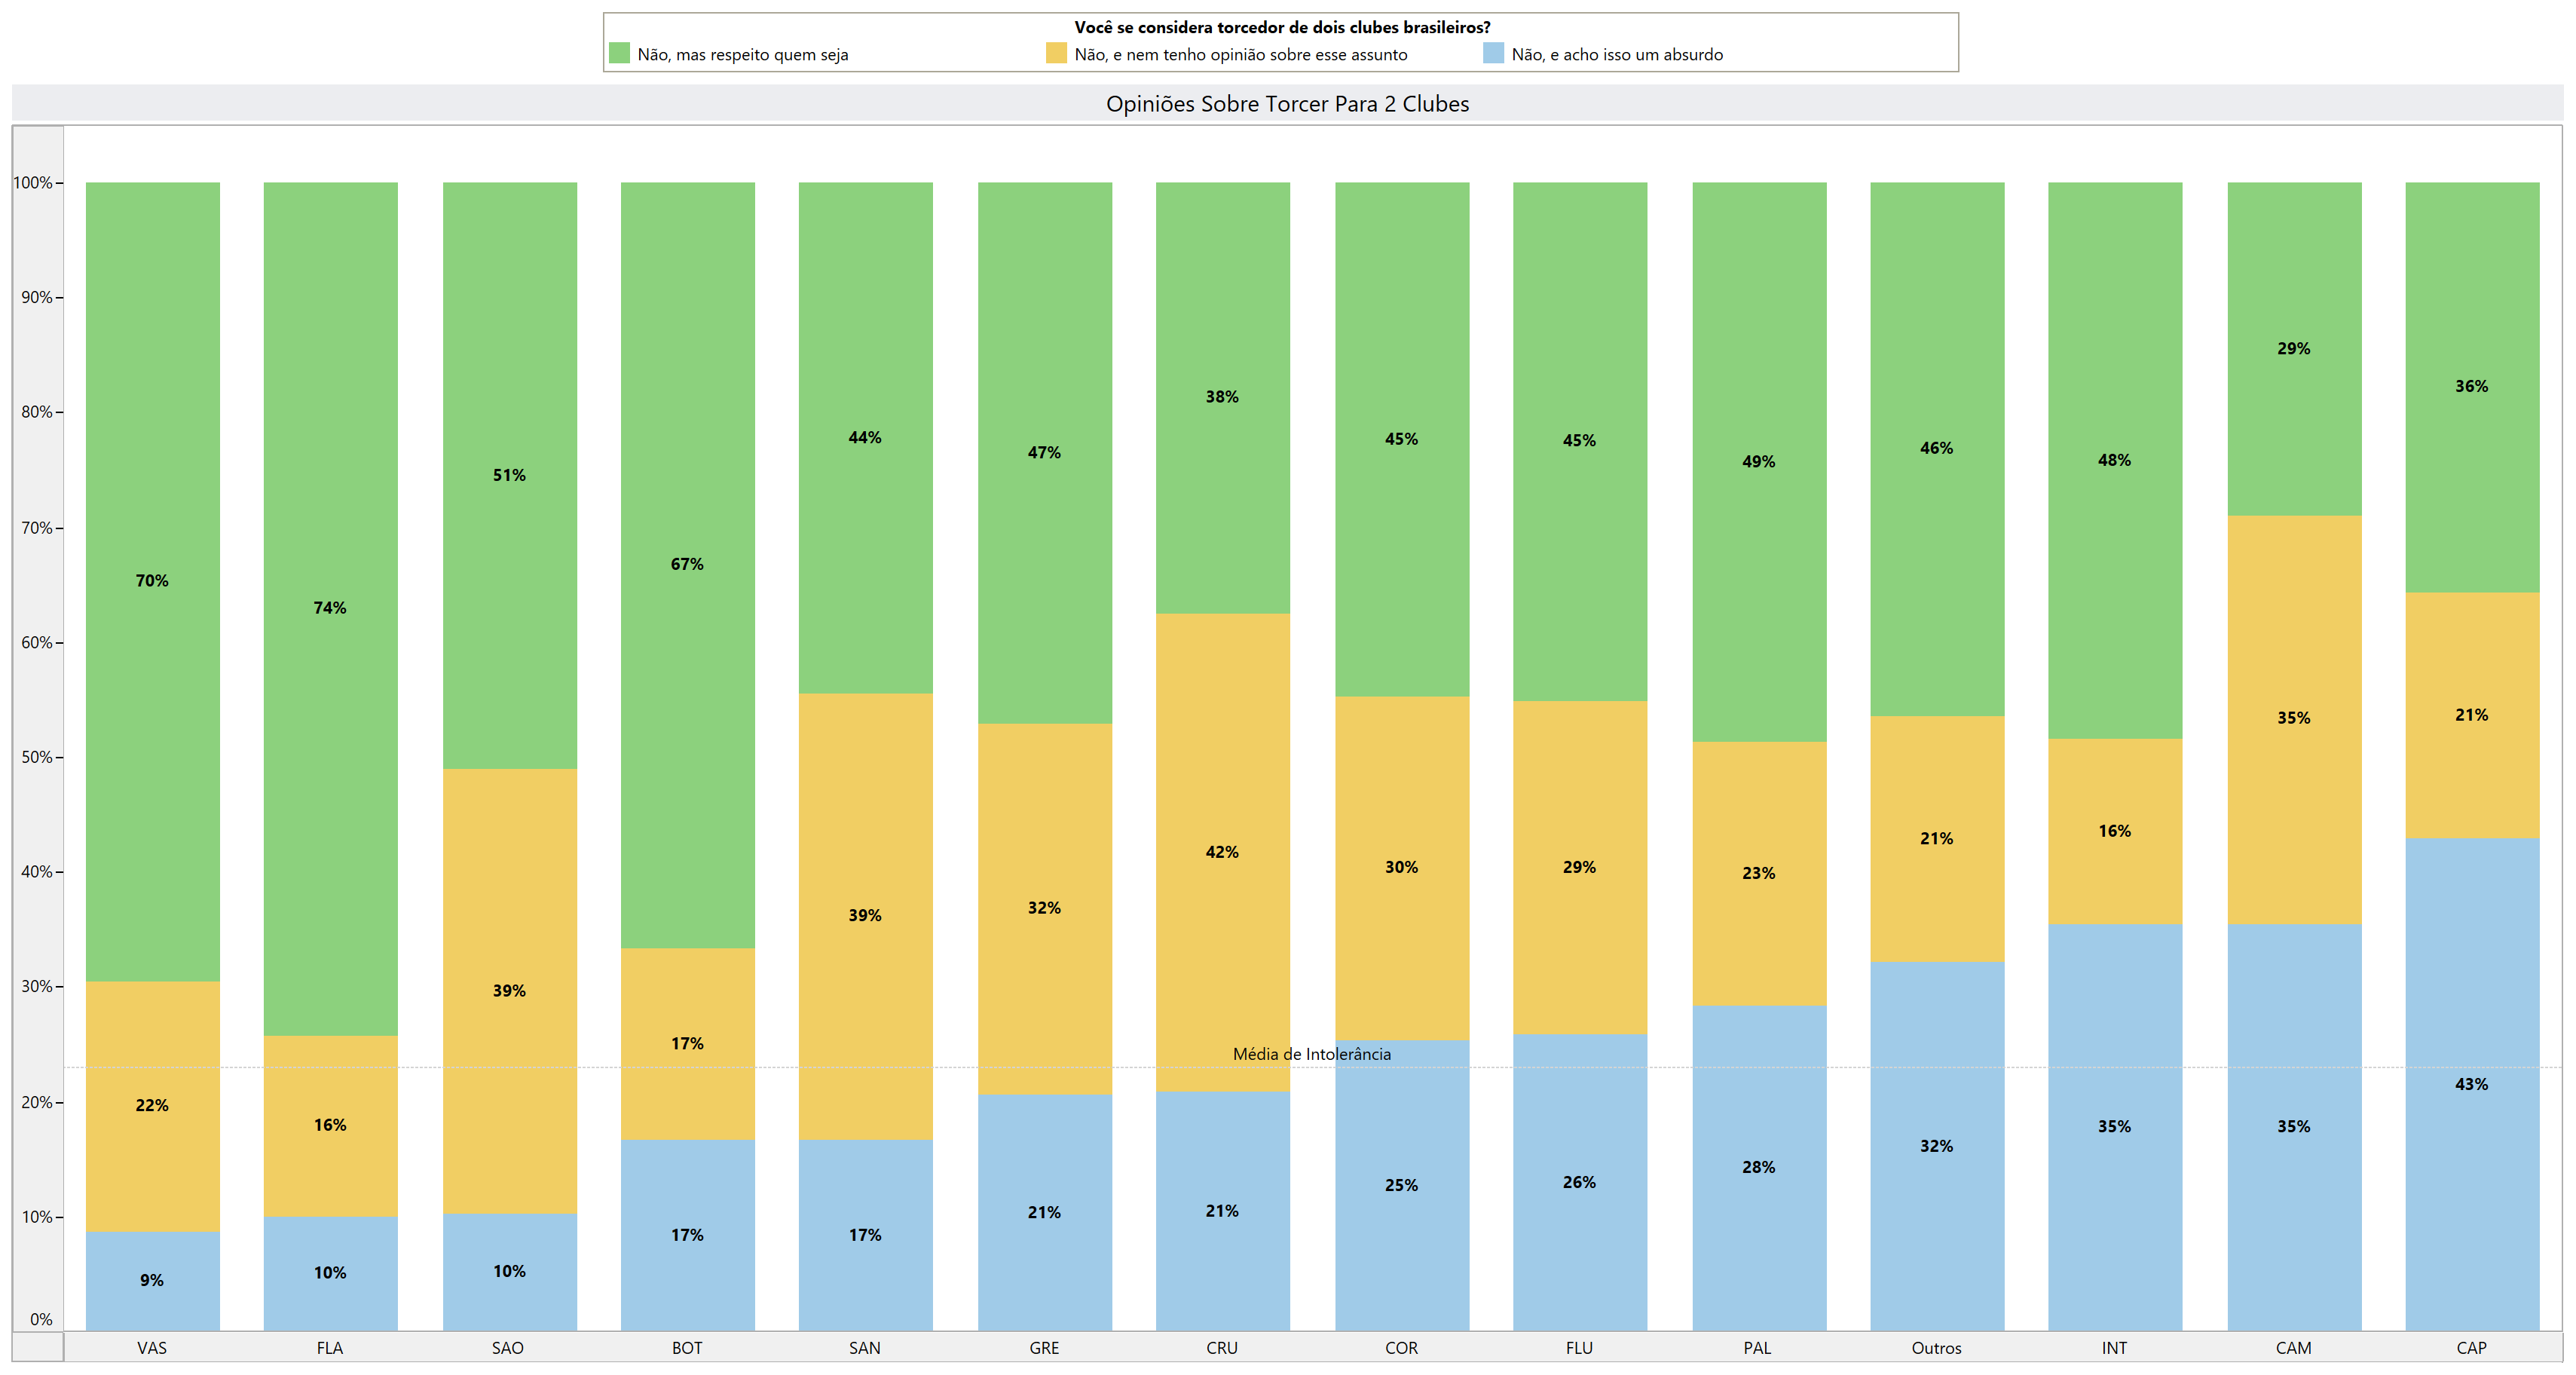 Você se considera torcedor de dois clubes brasileiros?
Não, mas respeito quem seja Não, e nem tenho opinião sobre esse assunto Não, e acho isso um absurdo
Opiniões Sobre Torcer Para 2 Clubes
100%
90%
80%
70%
60%
50%
40%
30%
20%
10%
0%
70% 74% 51% 67% 44% 47% 38% 45% 45% 49% 46% 48% 29% 36%
22% 16% 39% 17% 39% 32% 42% 30% 29% 23% 21% 16% 35% 21%
Média de Intolerância
9% 10% 10% 17% 17% 21% 21% 25% 26% 28% 32% 35% 35% 43%
VAS FLA SAO BOT SAN GRE CRU COR FLU PAL Outros INT CAM CAP